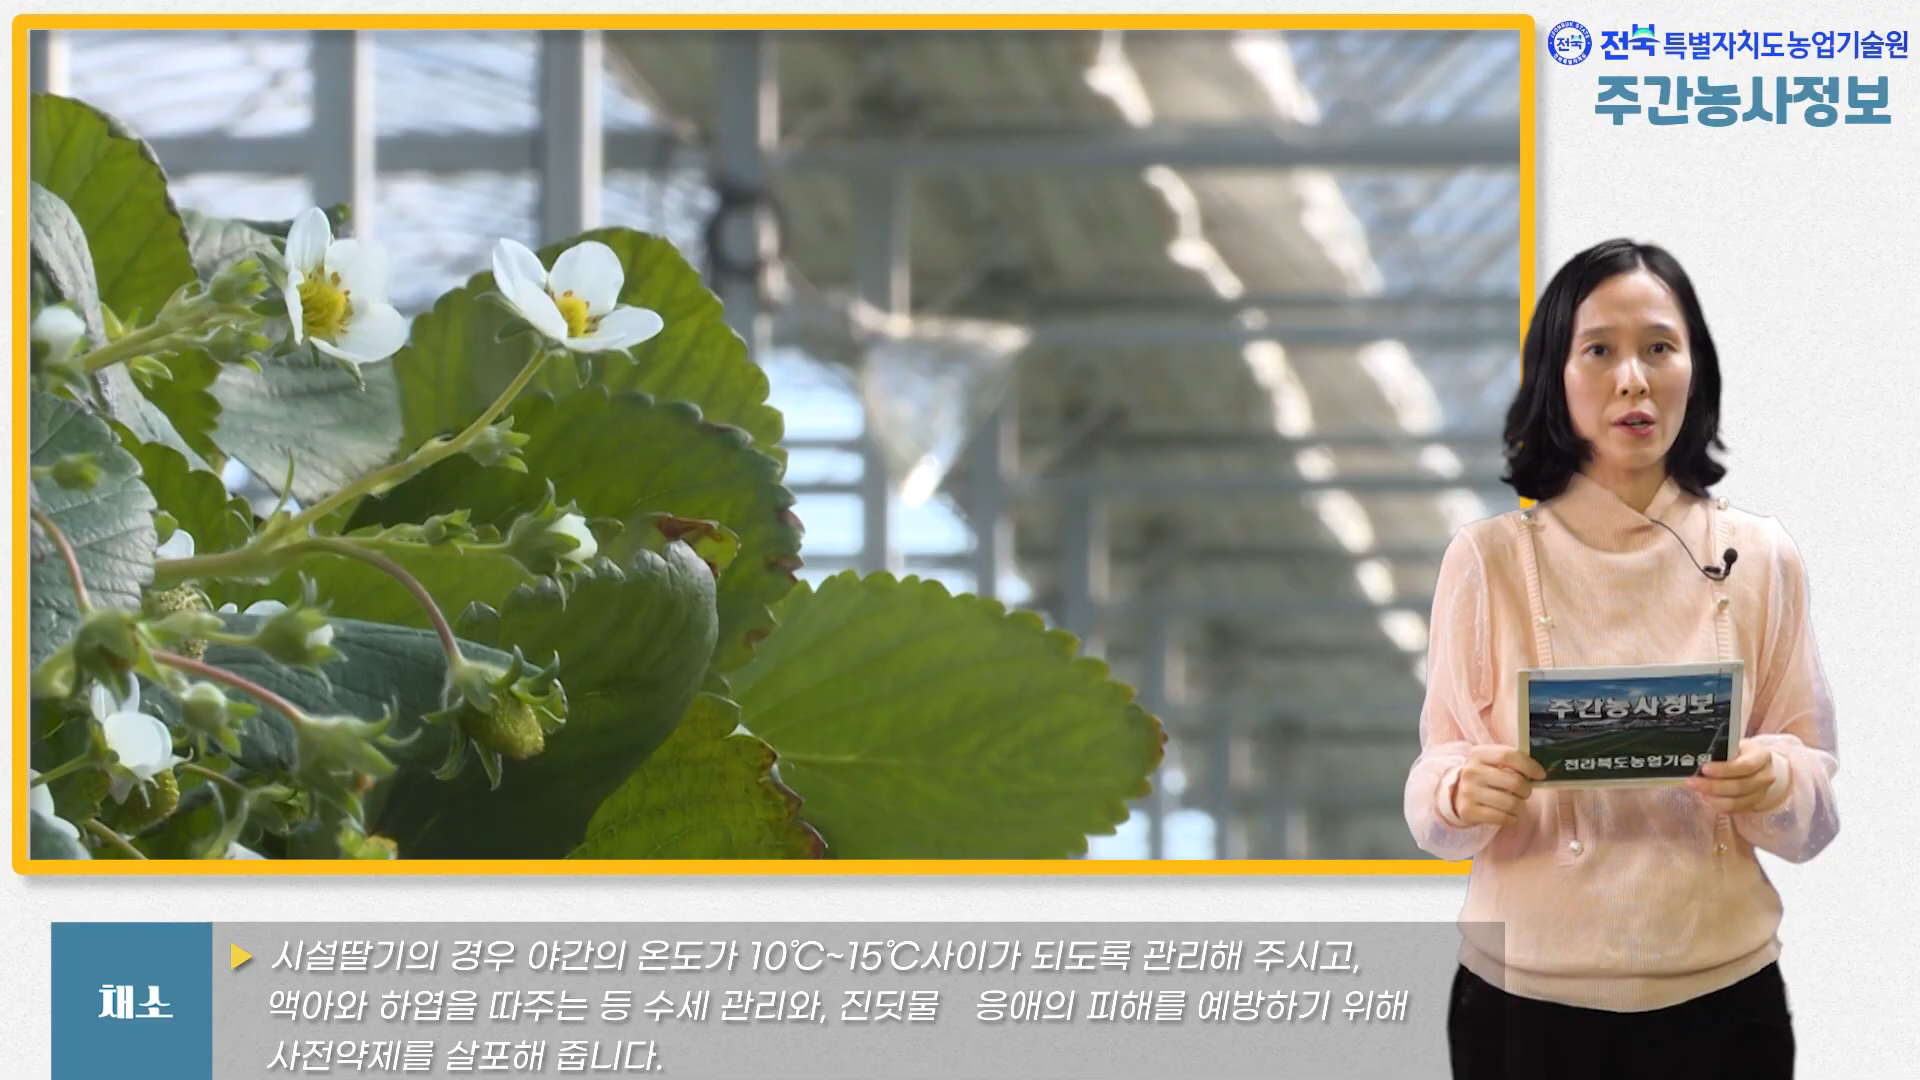 전북
전북특별자치도농업기술원
주간농사정보
주간농사정보
전라북도농업기술원
채소
▶ 시설딸기의 경우 야간의 온도가 10℃~15℃사이가 되도록 관리해 주시고,
액아와 하엽을 따주는 등 수세 관리와, 진딧물 응애의 피해를 예방하기 위해
사전약제를 살포해 줍니다.